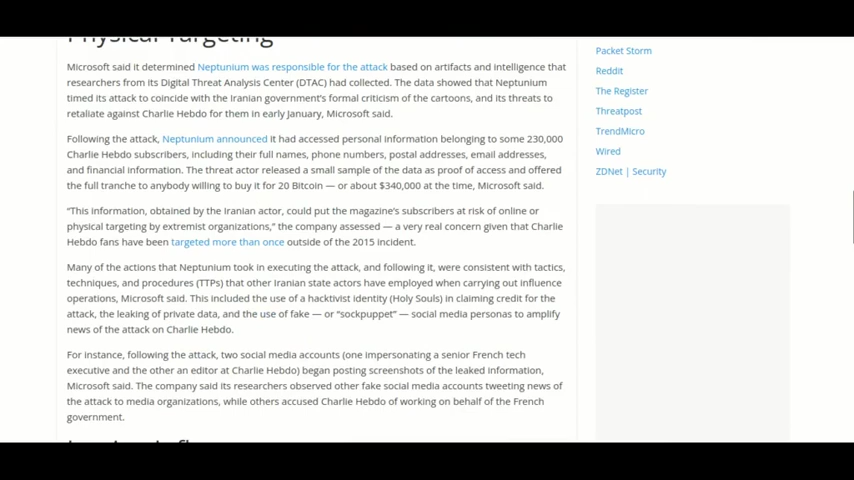 Physical Targeting
Microsoft said it determined Neptunium was responsible for the attack based on artifacts and intelligence that
researchers from its Digital Threat Analysis Center (DTAC) had collected. The data showed that Neptunium
timed its attack to coincide with the Iranian government's formal criticism of the cartoons, and its threats to
retaliate against Charlie Hebdo for them in early January, Microsoft said.
Following the attack, Neptunium announced it had accessed personal information belonging to some 230,000
Charlie Hebdo subscribers, including their full names, phone numbers, postal addresses, email addresses,
and financial information. The threat actor released a small sample of the data as proof of access and offered
the full tranche to anybody willing to buy it for 20 Bitcoin — or about $340,000 at the time, Microsoft said.
“This information, obtained by the Iranian actor, could put the magazine's subscribers at risk of online or
physical targeting by extremist organizations,” the company assessed — a very real concern given that Charlie
Hebdo fans have been targeted more than once outside of the 2015 incident.
Many of the actions that Neptunium took in executing the attack, and following it, were consistent with tactics,
techniques, and procedures (TTPs) that other Iranian state actors have employed when carrying out influence
operations, Microsoft said. This included the use of a hacktivist identity (Holy Souls) in claiming credit for the
attack, the leaking of private data, and the use of fake — or “sockpuppet” — social media personas to amplify
news of the attack on Charlie Hebdo.
For instance, following the attack, two social media accounts (one impersonating a senior French tech
executive and the other an editor at Charlie Hebdo) began posting screenshots of the leaked information,
Microsoft said. The company said its researchers observed other fake social media accounts tweeting news of
the attack to media organizations, while others accused Charlie Hebdo of working on behalf of the French
government.
Packet Storm
Reddit
The Register
Threatpost
TrendMicro
Wired
ZDNet | Security